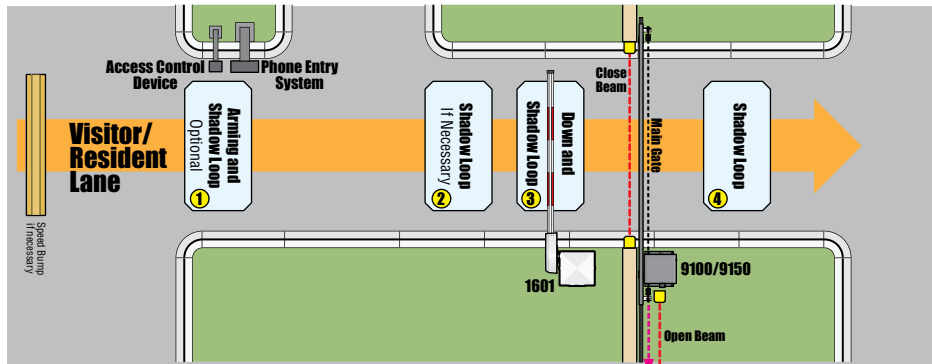 Access Control
Device
Phone Entry
System
Visitor/
Resident
Lane
Speed Bump
if necessary
Arming and
Shadow Loop
Optional
1
Shadow Loop
If Necessary
2
Down and
Shadow Loop
3
Close
Beam
Main Gate
Shadow Loop
4
1601
9100/9150
Open Beam